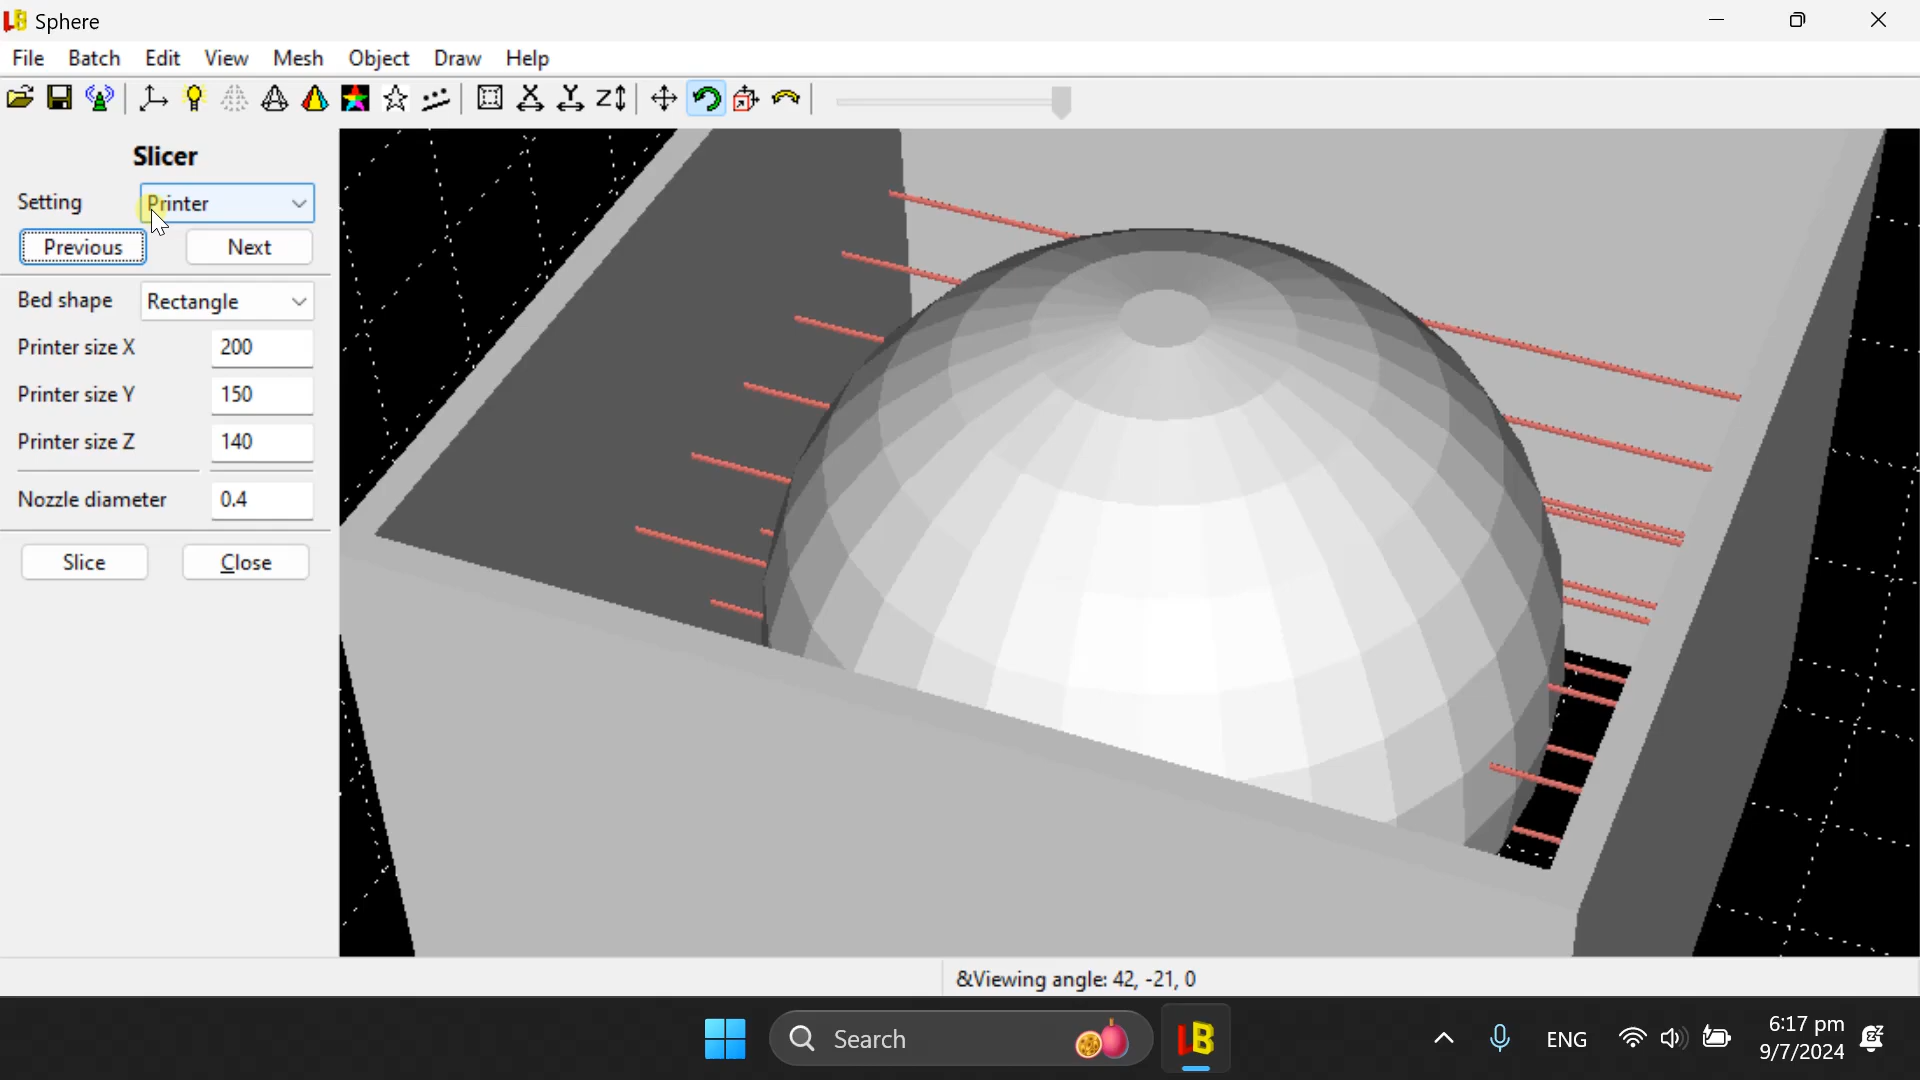 LB Sphere
File Batch Edit View Mesh Object Draw Help
X Y Z
Slicer
Setting Printer
Previous Next
Bed shape Rectangle
Printer size X 200
Printer size Y 150
Printer size Z 140
Nozzle diameter 0.4
Slice Close
&Viewing angle: 42, -21, 0
Search LB ENG 6:17 pm
9/7/2024